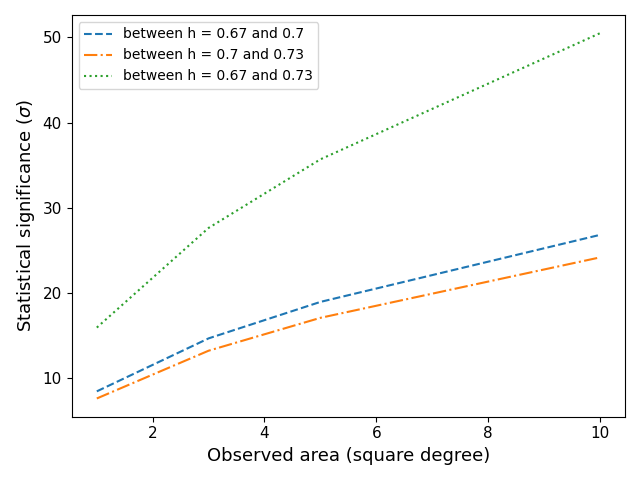 between h = 0.67 and 0.7
between h = 0.7 and 0.73
between h = 0.67 and 0.73
Statistical significance (σ)
50
40
30
20
10
2 4 6 8 10
Observed area (square degree)